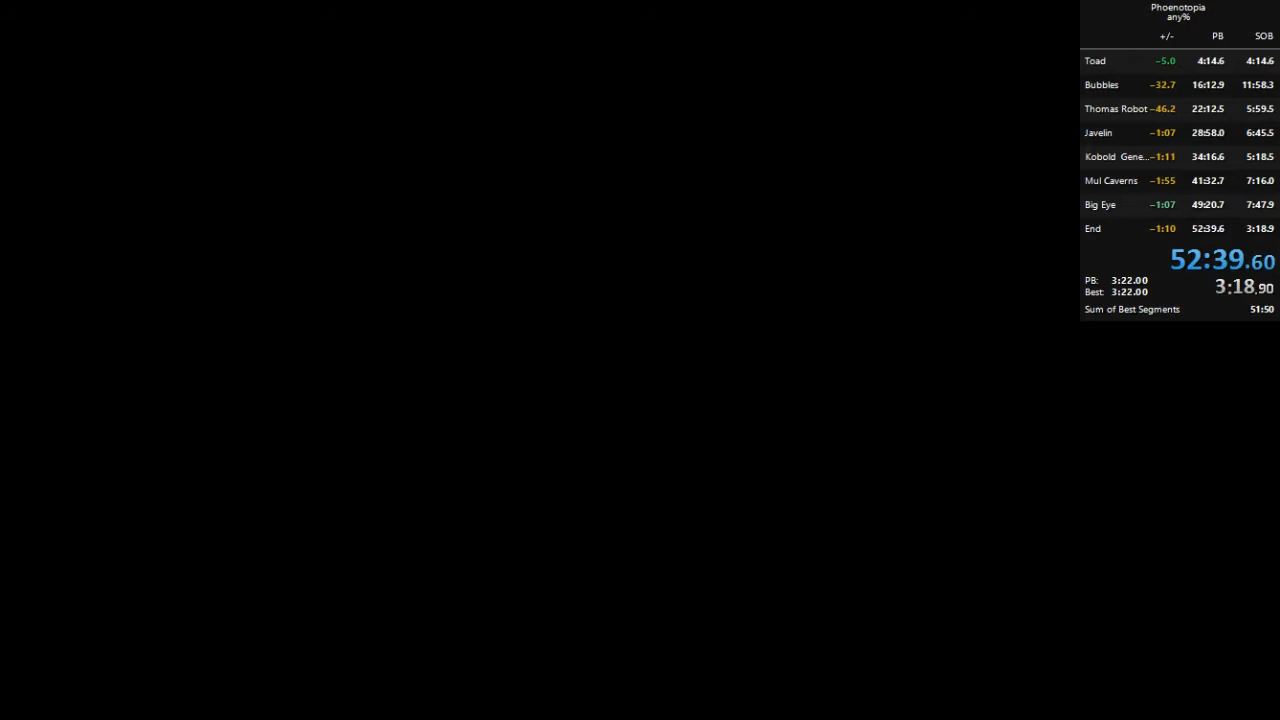 Phoenotopia
any%
+/- PB SOB
Toad −5.0 4:14.6 4:14.6
Bubbles −32.7 16:12.9 11:58.3
Thomas Robot −46.2 22:12.5 5:59.5
Javelin −1:07 28:58.0 6:45.5
Kobold Gene... −1:11 34:16.6 5:18.5
Mul Caverns −1:55 41:32.7 7:16.0
Big Eye −1:07 49:20.7 7:47.9
End −1:10 52:39.6 3:18.9
52:39.60
PB: 3:22.00 3:18.90
Best: 3:22.00
Sum of Best Segments 51:50